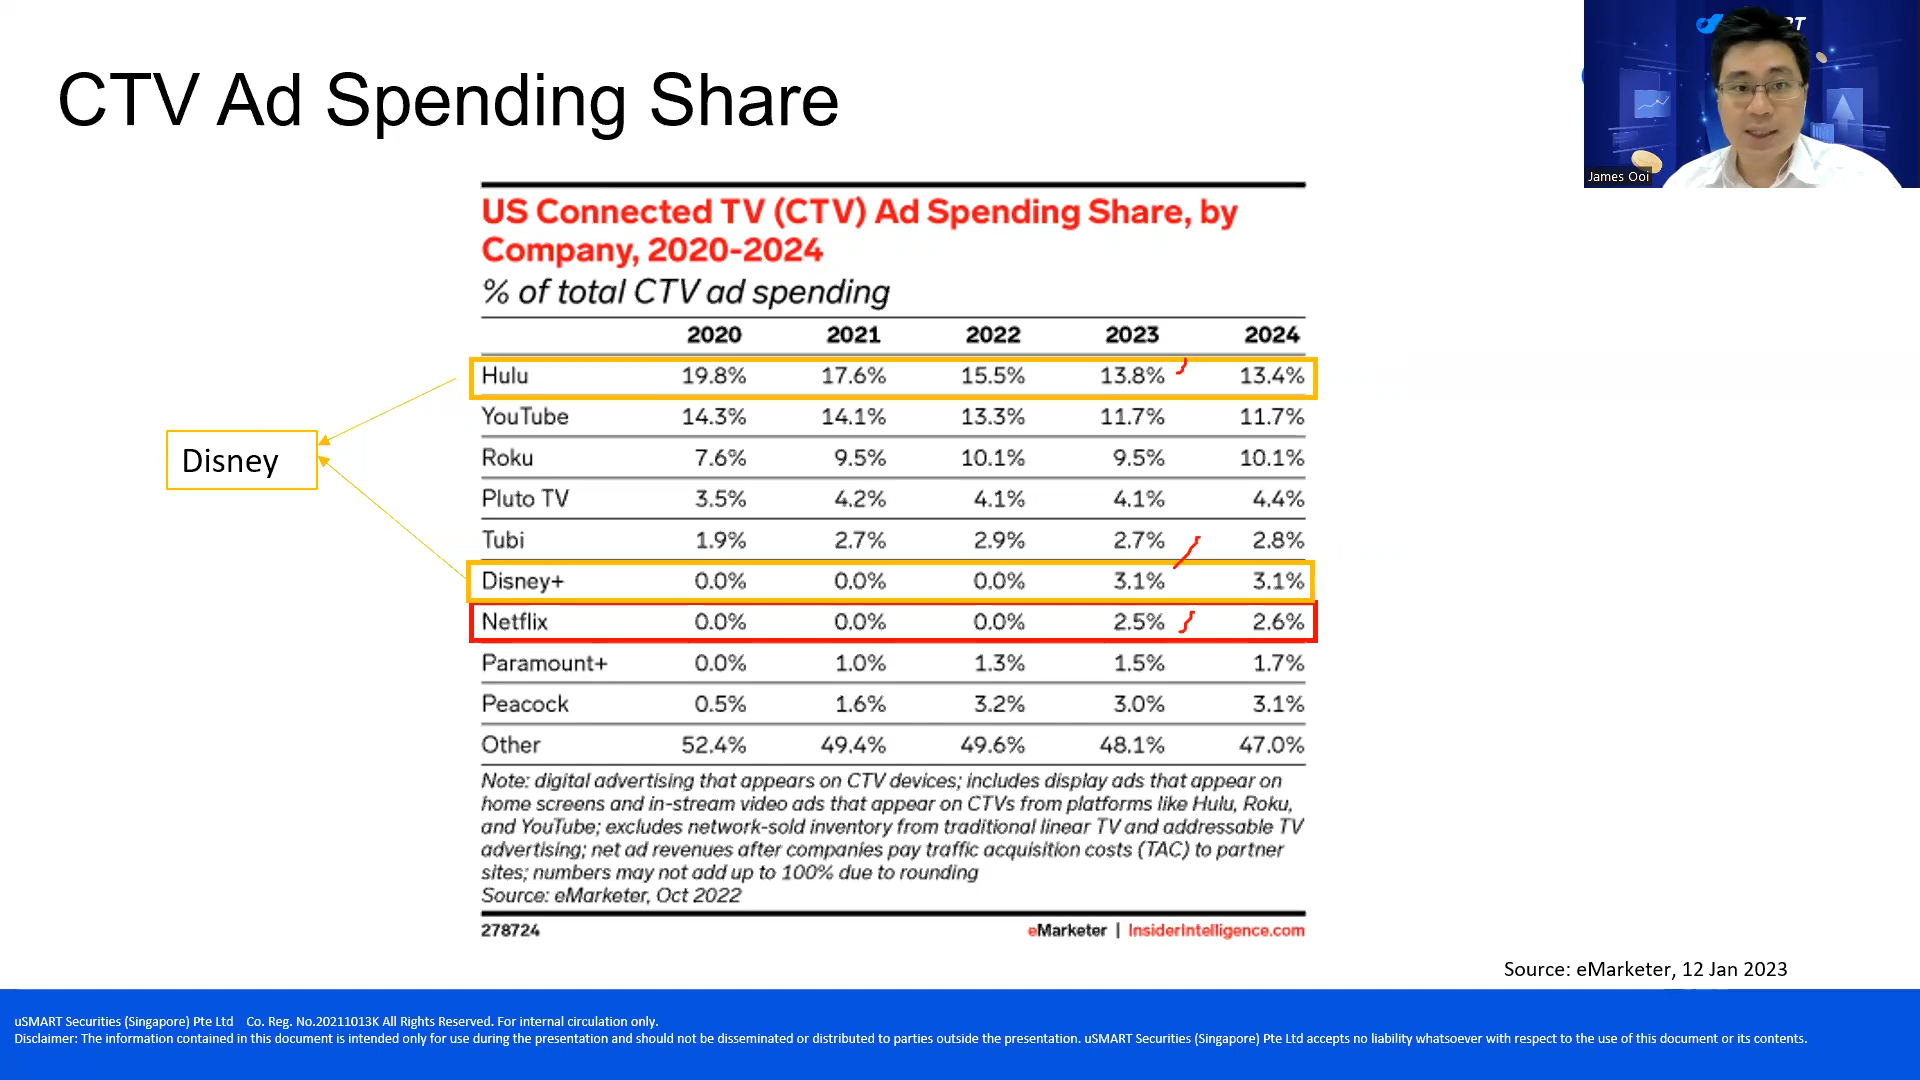 CTV Ad Spending Share
James Ooi
US Connected TV (CTV) Ad Spending Share, by
Company, 2020-2024
% of total CTV ad spending
2020 2021 2022 2023 2024
Hulu 19.8% 17.6% 15.5% 13.8% 13.4%
YouTube 14.3% 14.1% 13.3% 11.7% 11.7%
Roku 7.6% 9.5% 10.1% 9.5% 10.1%
Pluto TV 3.5% 4.2% 4.1% 4.1% 4.4%
Tubi 1.9% 2.7% 2.9% 2.7% 2.8%
Disney+ 0.0% 0.0% 0.0% 3.1% 3.1%
Netflix 0.0% 0.0% 0.0% 2.5% 2.6%
Paramount+ 0.0% 1.0% 1.3% 1.5% 1.7%
Peacock 0.5% 1.6% 3.2% 3.0% 3.1%
Other 52.4% 49.4% 49.6% 48.1% 47.0%
Disney
Note: digital advertising that appears on CTV devices; includes display ads that appear on
home screens and in-stream video ads that appear on CTVs from platforms like Hulu, Roku,
and YouTube; excludes network-sold inventory from traditional linear TV and addressable TV
advertising; net ad revenues after companies pay traffic acquisition costs (TAC) to partner
sites; numbers may not add up to 100% due to rounding
Source: eMarketer, Oct 2022
278724 eMarketer | InsiderIntelligence.com
Source: eMarketer, 12 Jan 2023
uSMART Securities (Singapore) Pte Ltd Co. Reg. No.20211013K All Rights Reserved. For internal circulation only.
Disclaimer: The information contained in this document is intended only for use during the presentation and should not be disseminated or distributed to parties outside the presentation. uSMART Securities (Singapore) Pte Ltd accepts no liability whatsoever with respect to the use of this document or its contents.